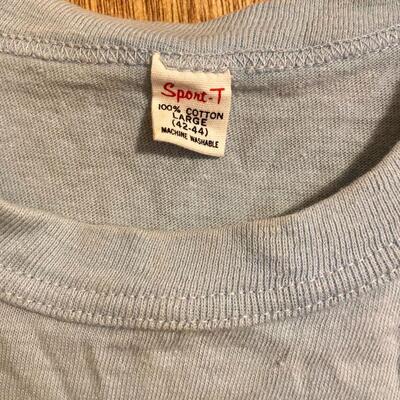 Sport-T
100% COTTON
LARGE
(42-44)
MACHINE WASHABLE